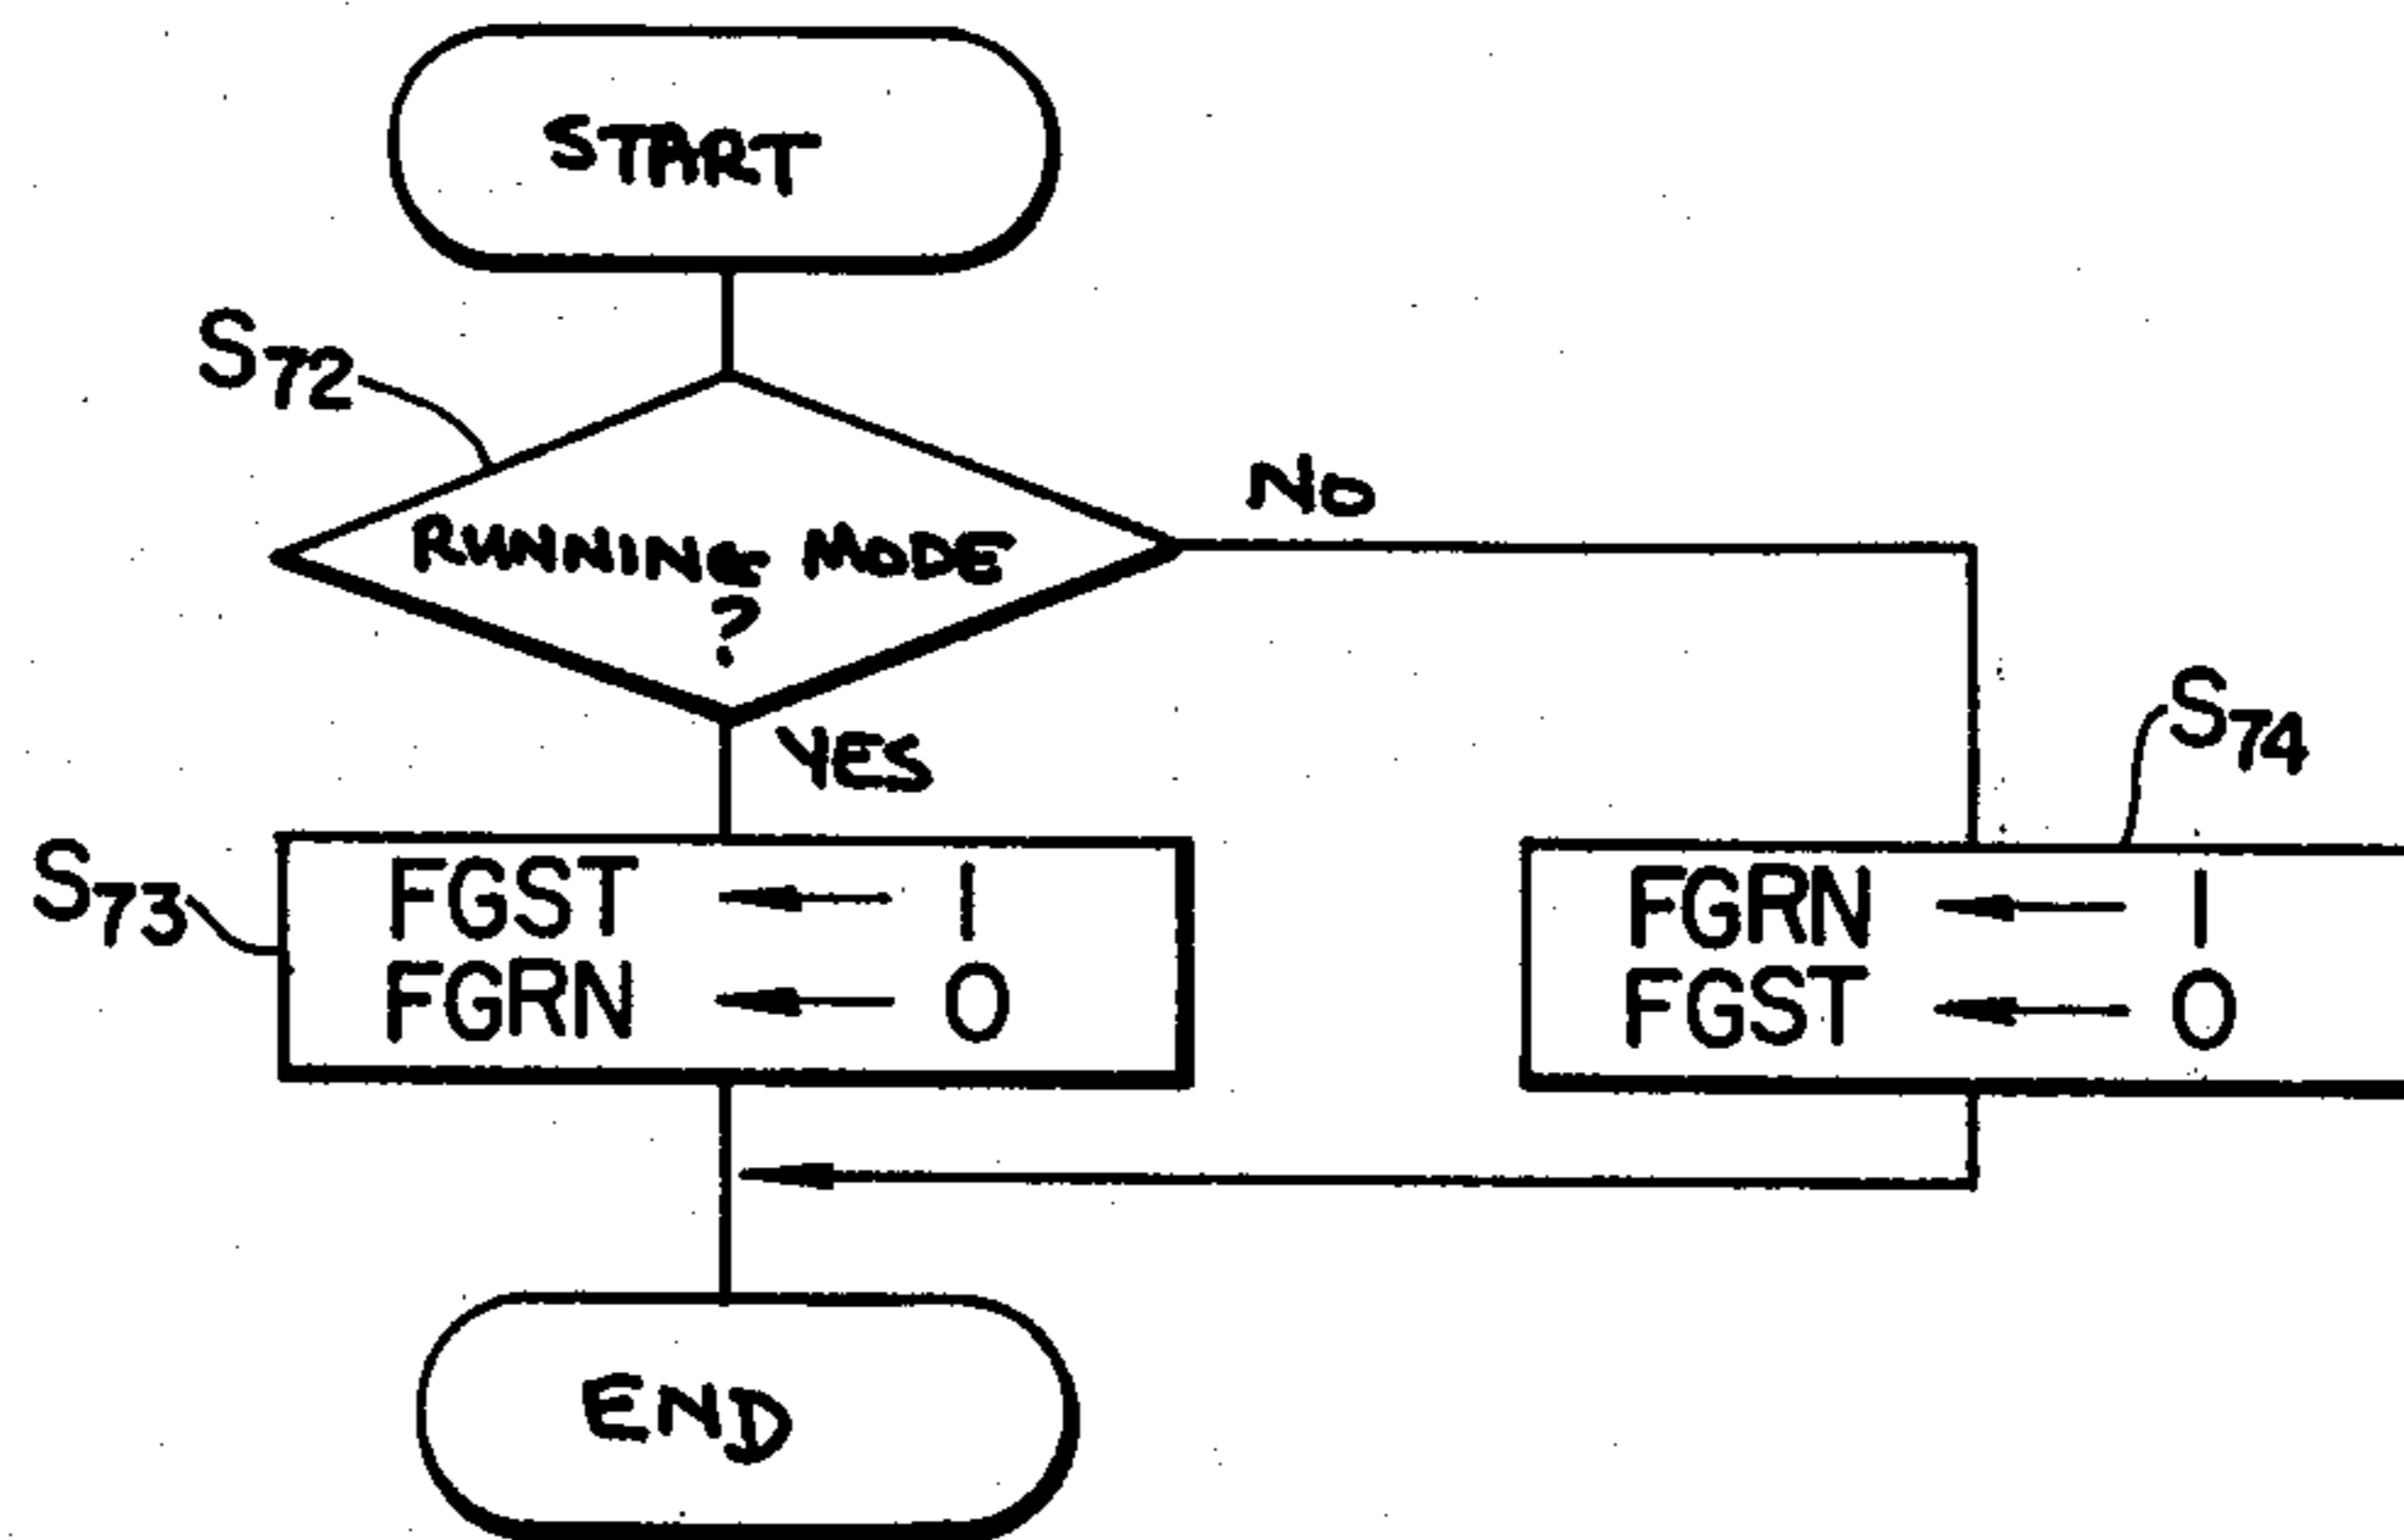 START
S72
RUNNING MODE
?
NO
YES
S73
FGST ← 1
FGRN ← 0
S74
FGRN ← 1
FGST ← 0
END